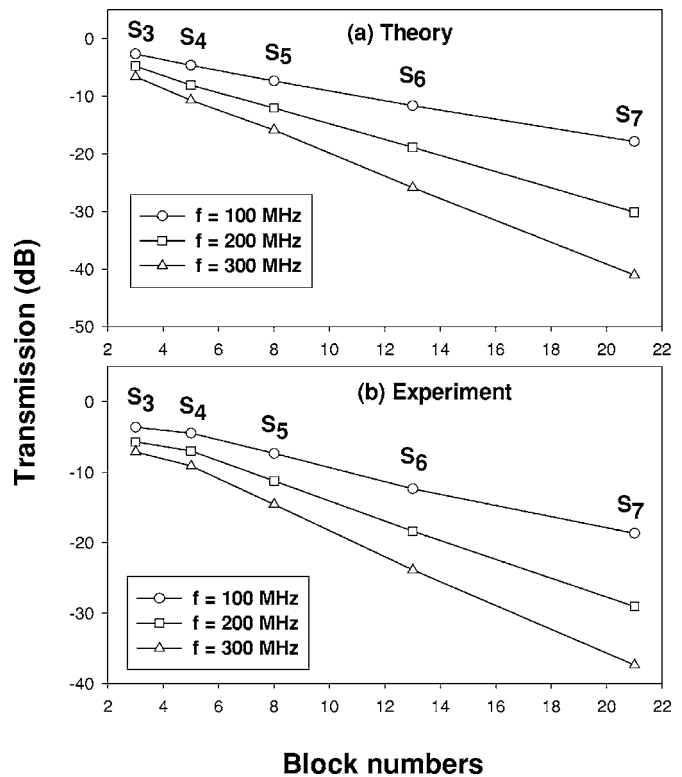 (a) Theory
S3 S4 S5 S6 S7
0
-10
-20
-30
-40
-50
f = 100 MHz
f = 200 MHz
f = 300 MHz
2 4 6 8 10 12 14 16 18 20 22
Transmission (dB)
(b) Experiment
S3 S4 S5 S6 S7
0
-10
-20
-30
-40
f = 100 MHz
f = 200 MHz
f = 300 MHz
2 4 6 8 10 12 14 16 18 20 22
Block numbers